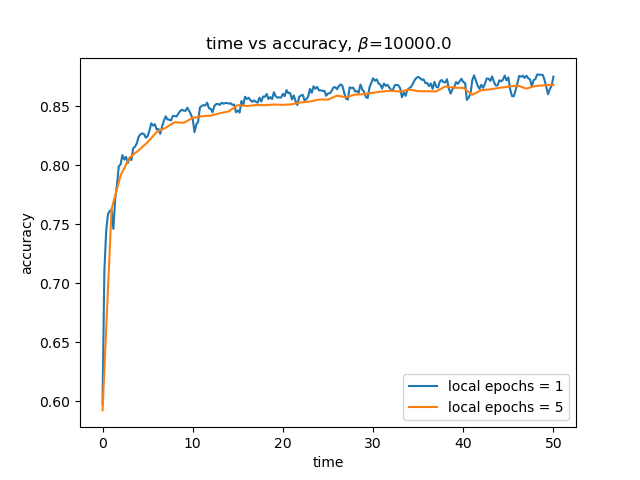 time vs accuracy, β=10000.0
accuracy
0.85
0.80
0.75
0.70
0.65
0.60
0
10
20
30
40
50
time
local epochs = 1
local epochs = 5